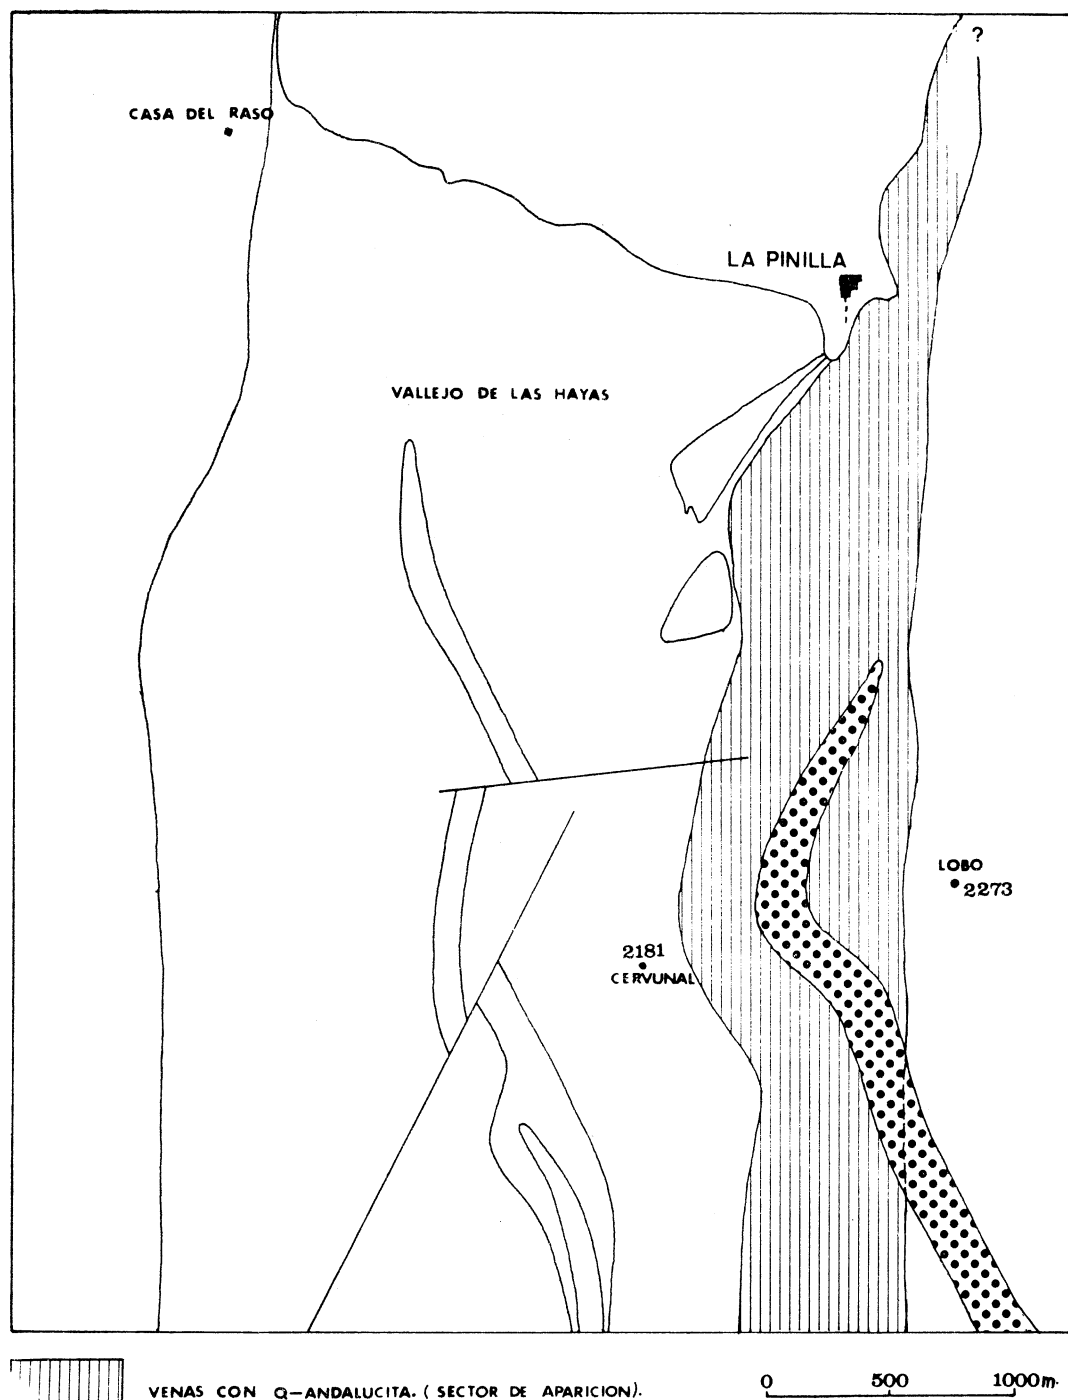 ?
CASA DEL RASO
LA PINILLA
VALLEJO DE LAS HAYAS
LOBO
2273
2181
CERVUNAL
VENAS CON Q-ANDALUCITA. ( SECTOR DE APARICION).
0 500 1000m.